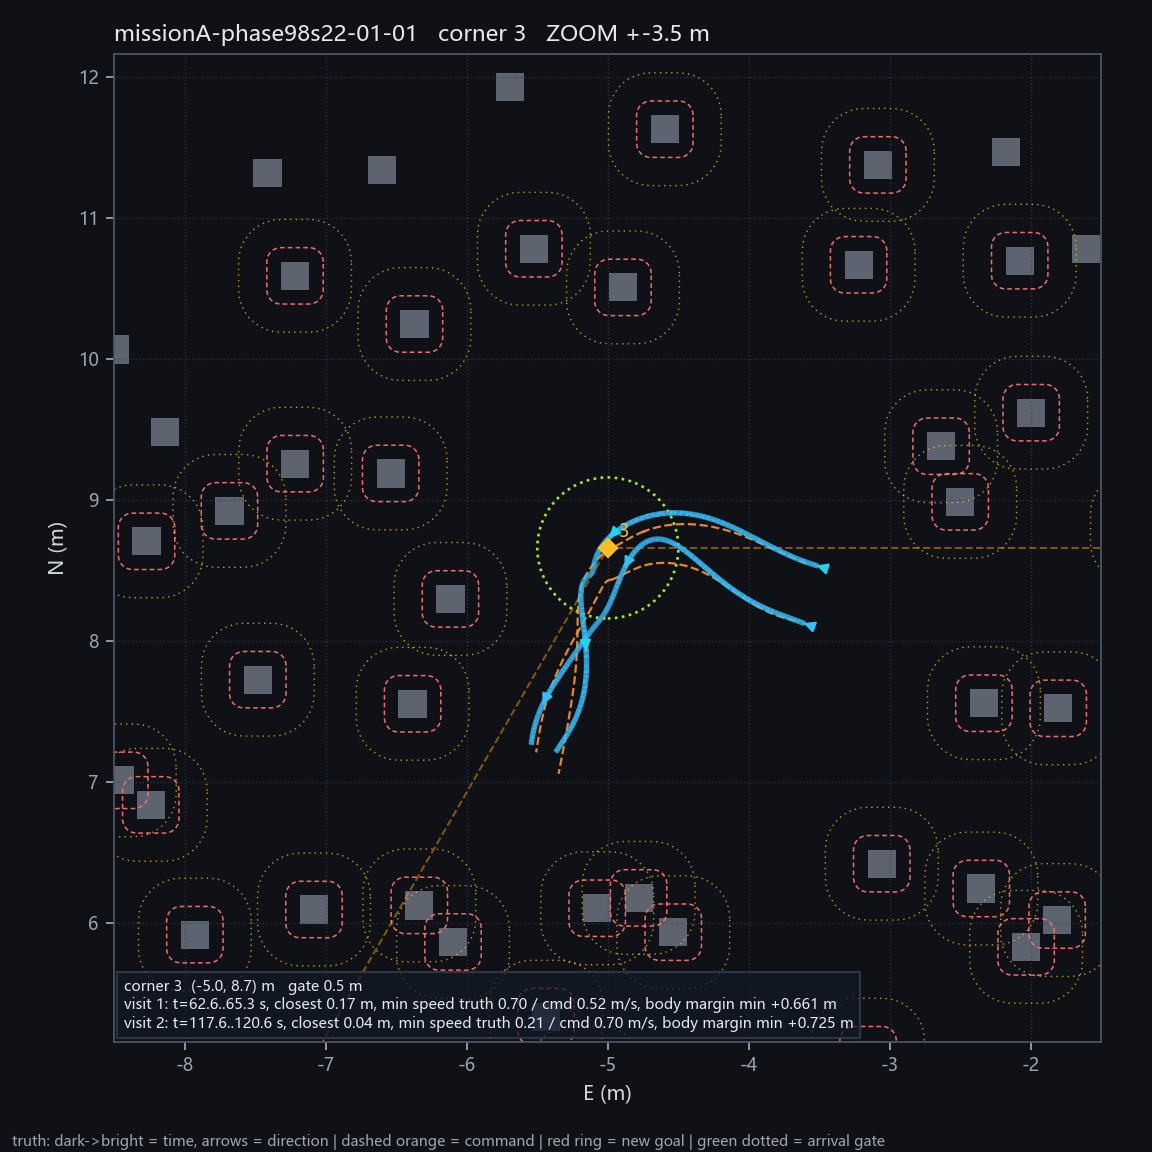 missionA-phase98s22-01-01   corner 3   ZOOM +-3.5 m
12
11
10
9
8
7
6
N (m)
3
corner 3  (-5.0, 8.7) m   gate 0.5 m
visit 1: t=62.6..65.3 s, closest 0.17 m, min speed truth 0.70 / cmd 0.52 m/s, body margin min +0.661 m
visit 2: t=117.6..120.6 s, closest 0.04 m, min speed truth 0.21 / cmd 0.70 m/s, body margin min +0.725 m
-8 -7 -6 -5 -4 -3 -2
E (m)
truth: dark->bright = time, arrows = direction | dashed orange = command | red ring = new goal | green dotted = arrival gate